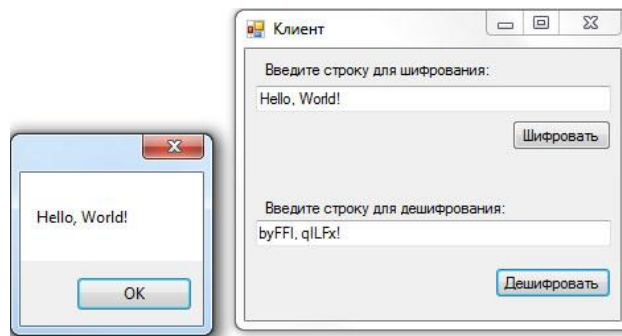 Клиент
Введите строку для шифрования:
Hello, World!
Шифровать
Введите строку для дешифрования:
byFFI, qILFx!
Дешифровать
Hello, World!
OK